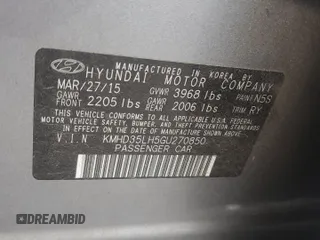 MANUFACTURED IN KOREA BY
HYUNDAI MOTOR COMPANY
MAR/27/15 GVWR 3968 lbs PAINT N5S
GAWR FRONT 2205 lbs GAWR REAR 2006 lbs TRIM RY
THIS VEHICLE CONFORMS TO ALL APPLICABLE
FEDERAL MOTOR VEHICLE SAFETY, BUMPER,
AND THEFT PREVENTION STANDARDS IN
EFFECT ON THE DATE OF MANUFACTURE
SHOWN ABOVE.
V.I.N KMHD35LH5GU270850
PASSENGER CAR
DREAMBID